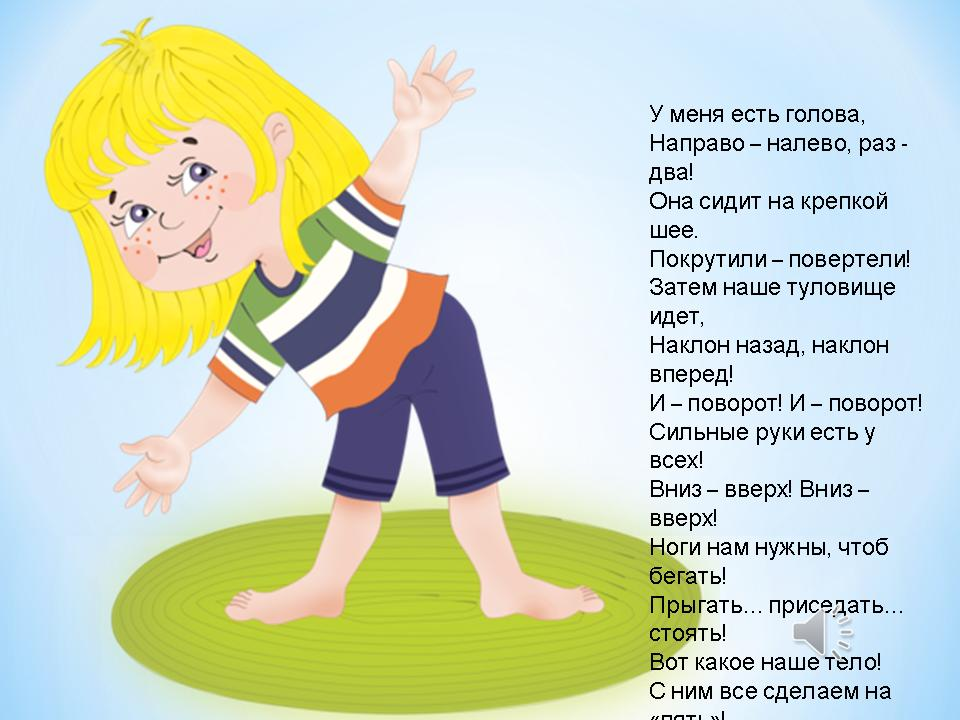 У меня есть голова,
Направо – налево, раз -
два!
Она сидит на крепкой
шее.
Покрутили – повертели!
Затем наше туловище
идет,
Наклон назад, наклон
вперед!
И – поворот! И – поворот!
Сильные руки есть у
всех!
Вниз – вверх! Вниз –
вверх!
Ноги нам нужны, чтоб
бегать!
Прыгать… приседать…
стоять!
Вот какое наше тело!
С ним все сделаем на
«пять»!